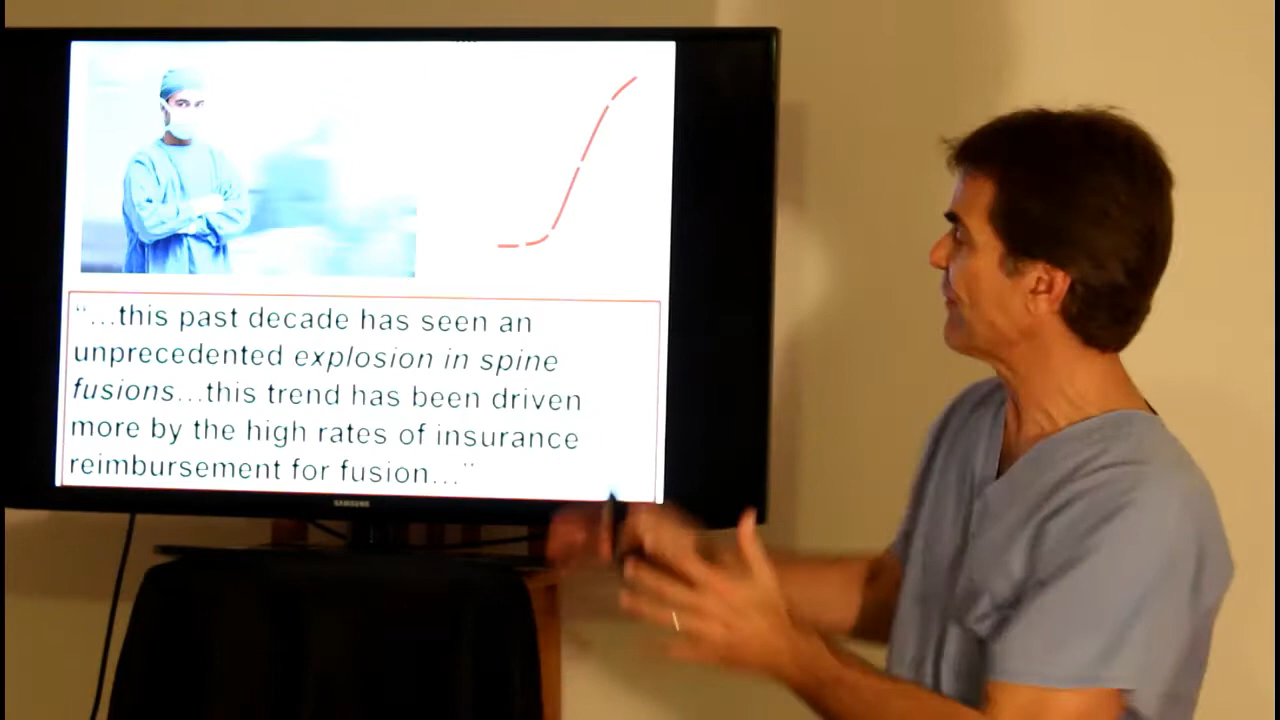 “...this past decade has seen an
unprecedented explosion in spine
fusions...this trend has been driven
more by the high rates of insurance
reimbursement for fusion...”
SAMSUNG